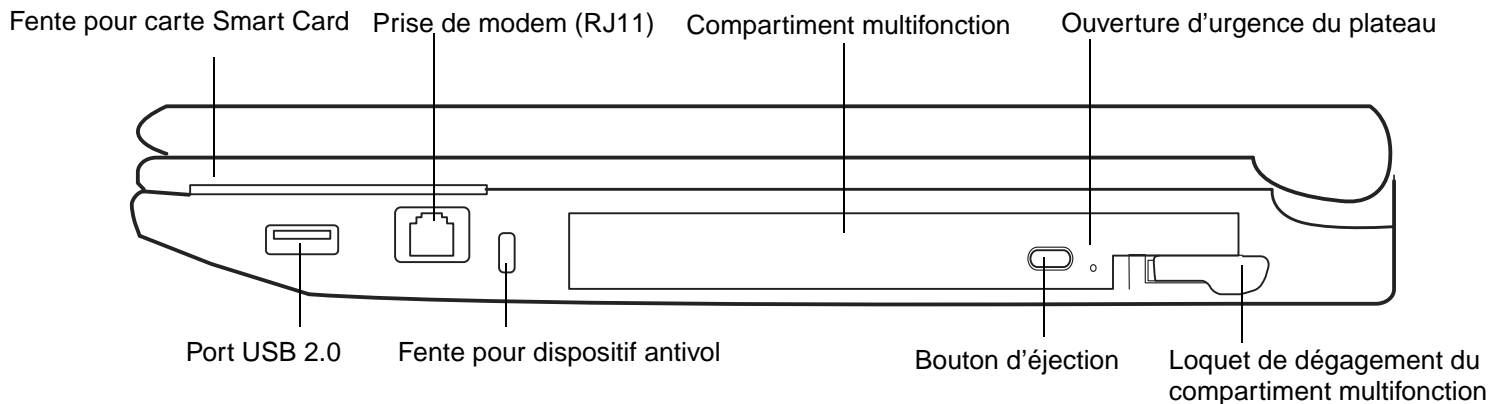 Fente pour carte Smart Card
Prise de modem (RJ11)
Compartiment multifonction
Ouverture d’urgence du plateau
Port USB 2.0
Fente pour dispositif antivol
Bouton d’éjection
Loquet de dégagement du
compartiment multifonction